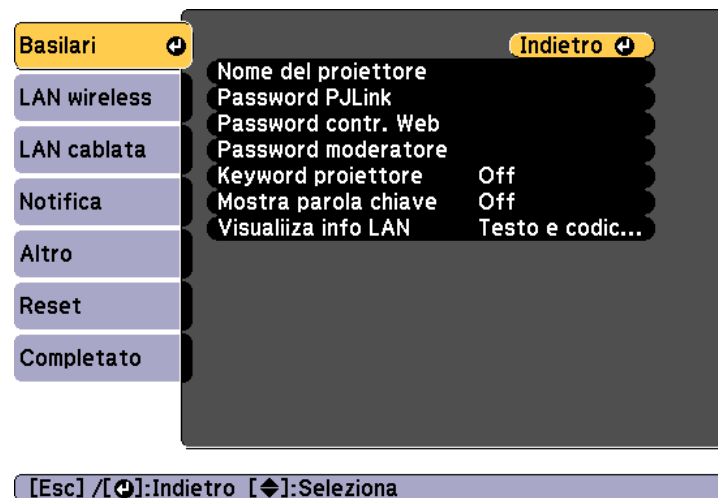 Basilari
LAN wireless
LAN cablata
Notifica
Altro
Reset
Completato
Indietro
Nome del proiettore
Password PJLink
Password contr. Web
Password moderatore
Keyword proiettore Off
Mostra parola chiave Off
Visualiiza info LAN Testo e codic...
[Esc] /[⏎]:Indietro [◆]:Seleziona